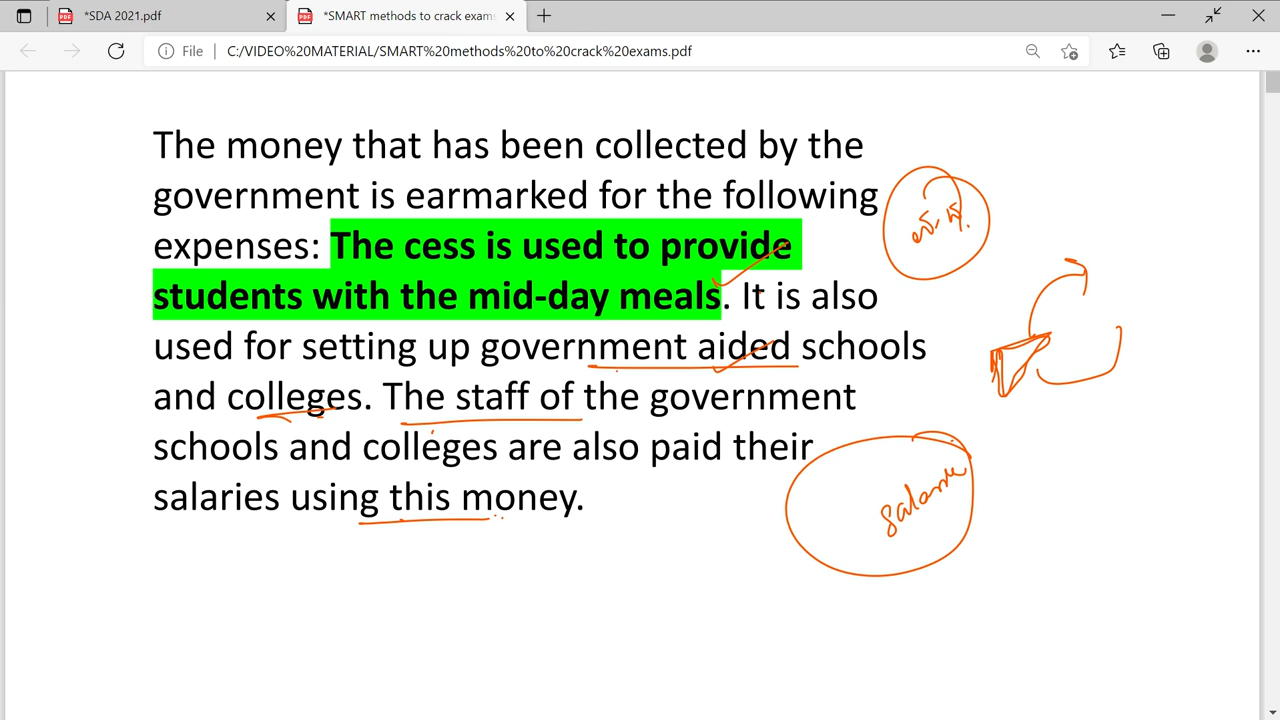 *SDA 2021.pdf
*SMART methods to crack exams
File C:/VIDEO%20MATERIAL/SMART%20methods%20to%20crack%20exams.pdf
The money that has been collected by the
government is earmarked for the following
expenses: The cess is used to provide
students with the mid-day meals. It is also
used for setting up government aided schools
and colleges. The staff of the government
schools and colleges are also paid their
salaries using this money.